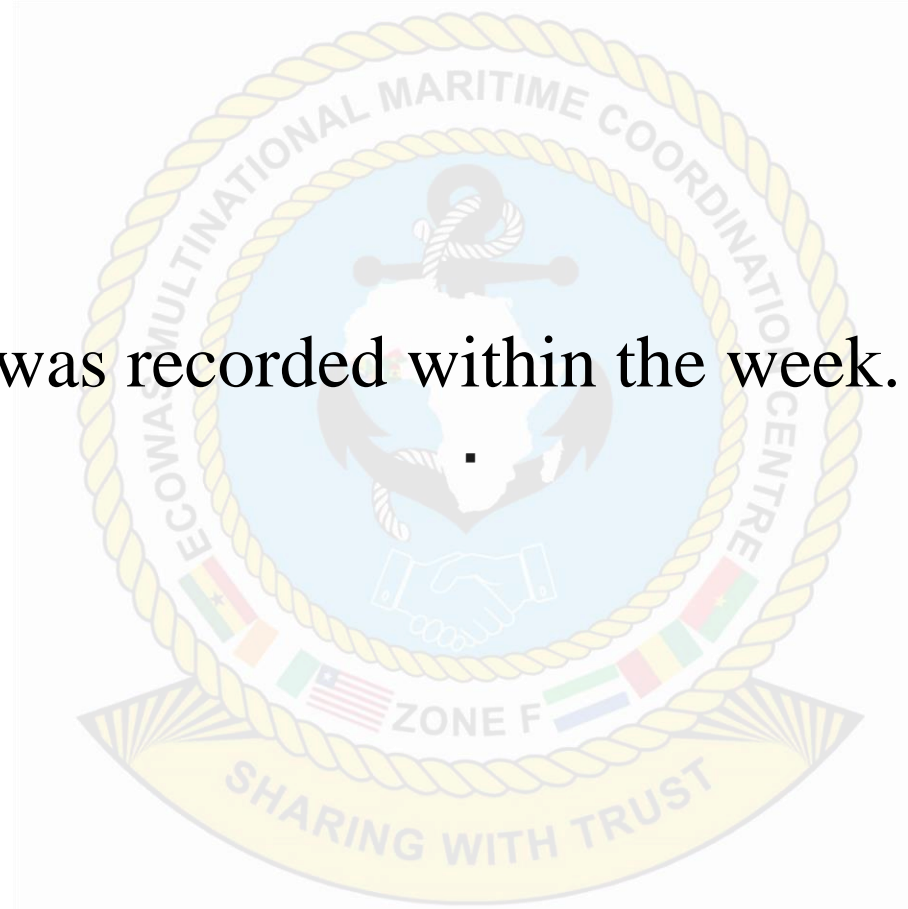 ECOWAS MULTINATIONAL MARITIME COORDINATION CENTRE
was recorded within the week.
.
ZONE F
SHARING WITH TRUST